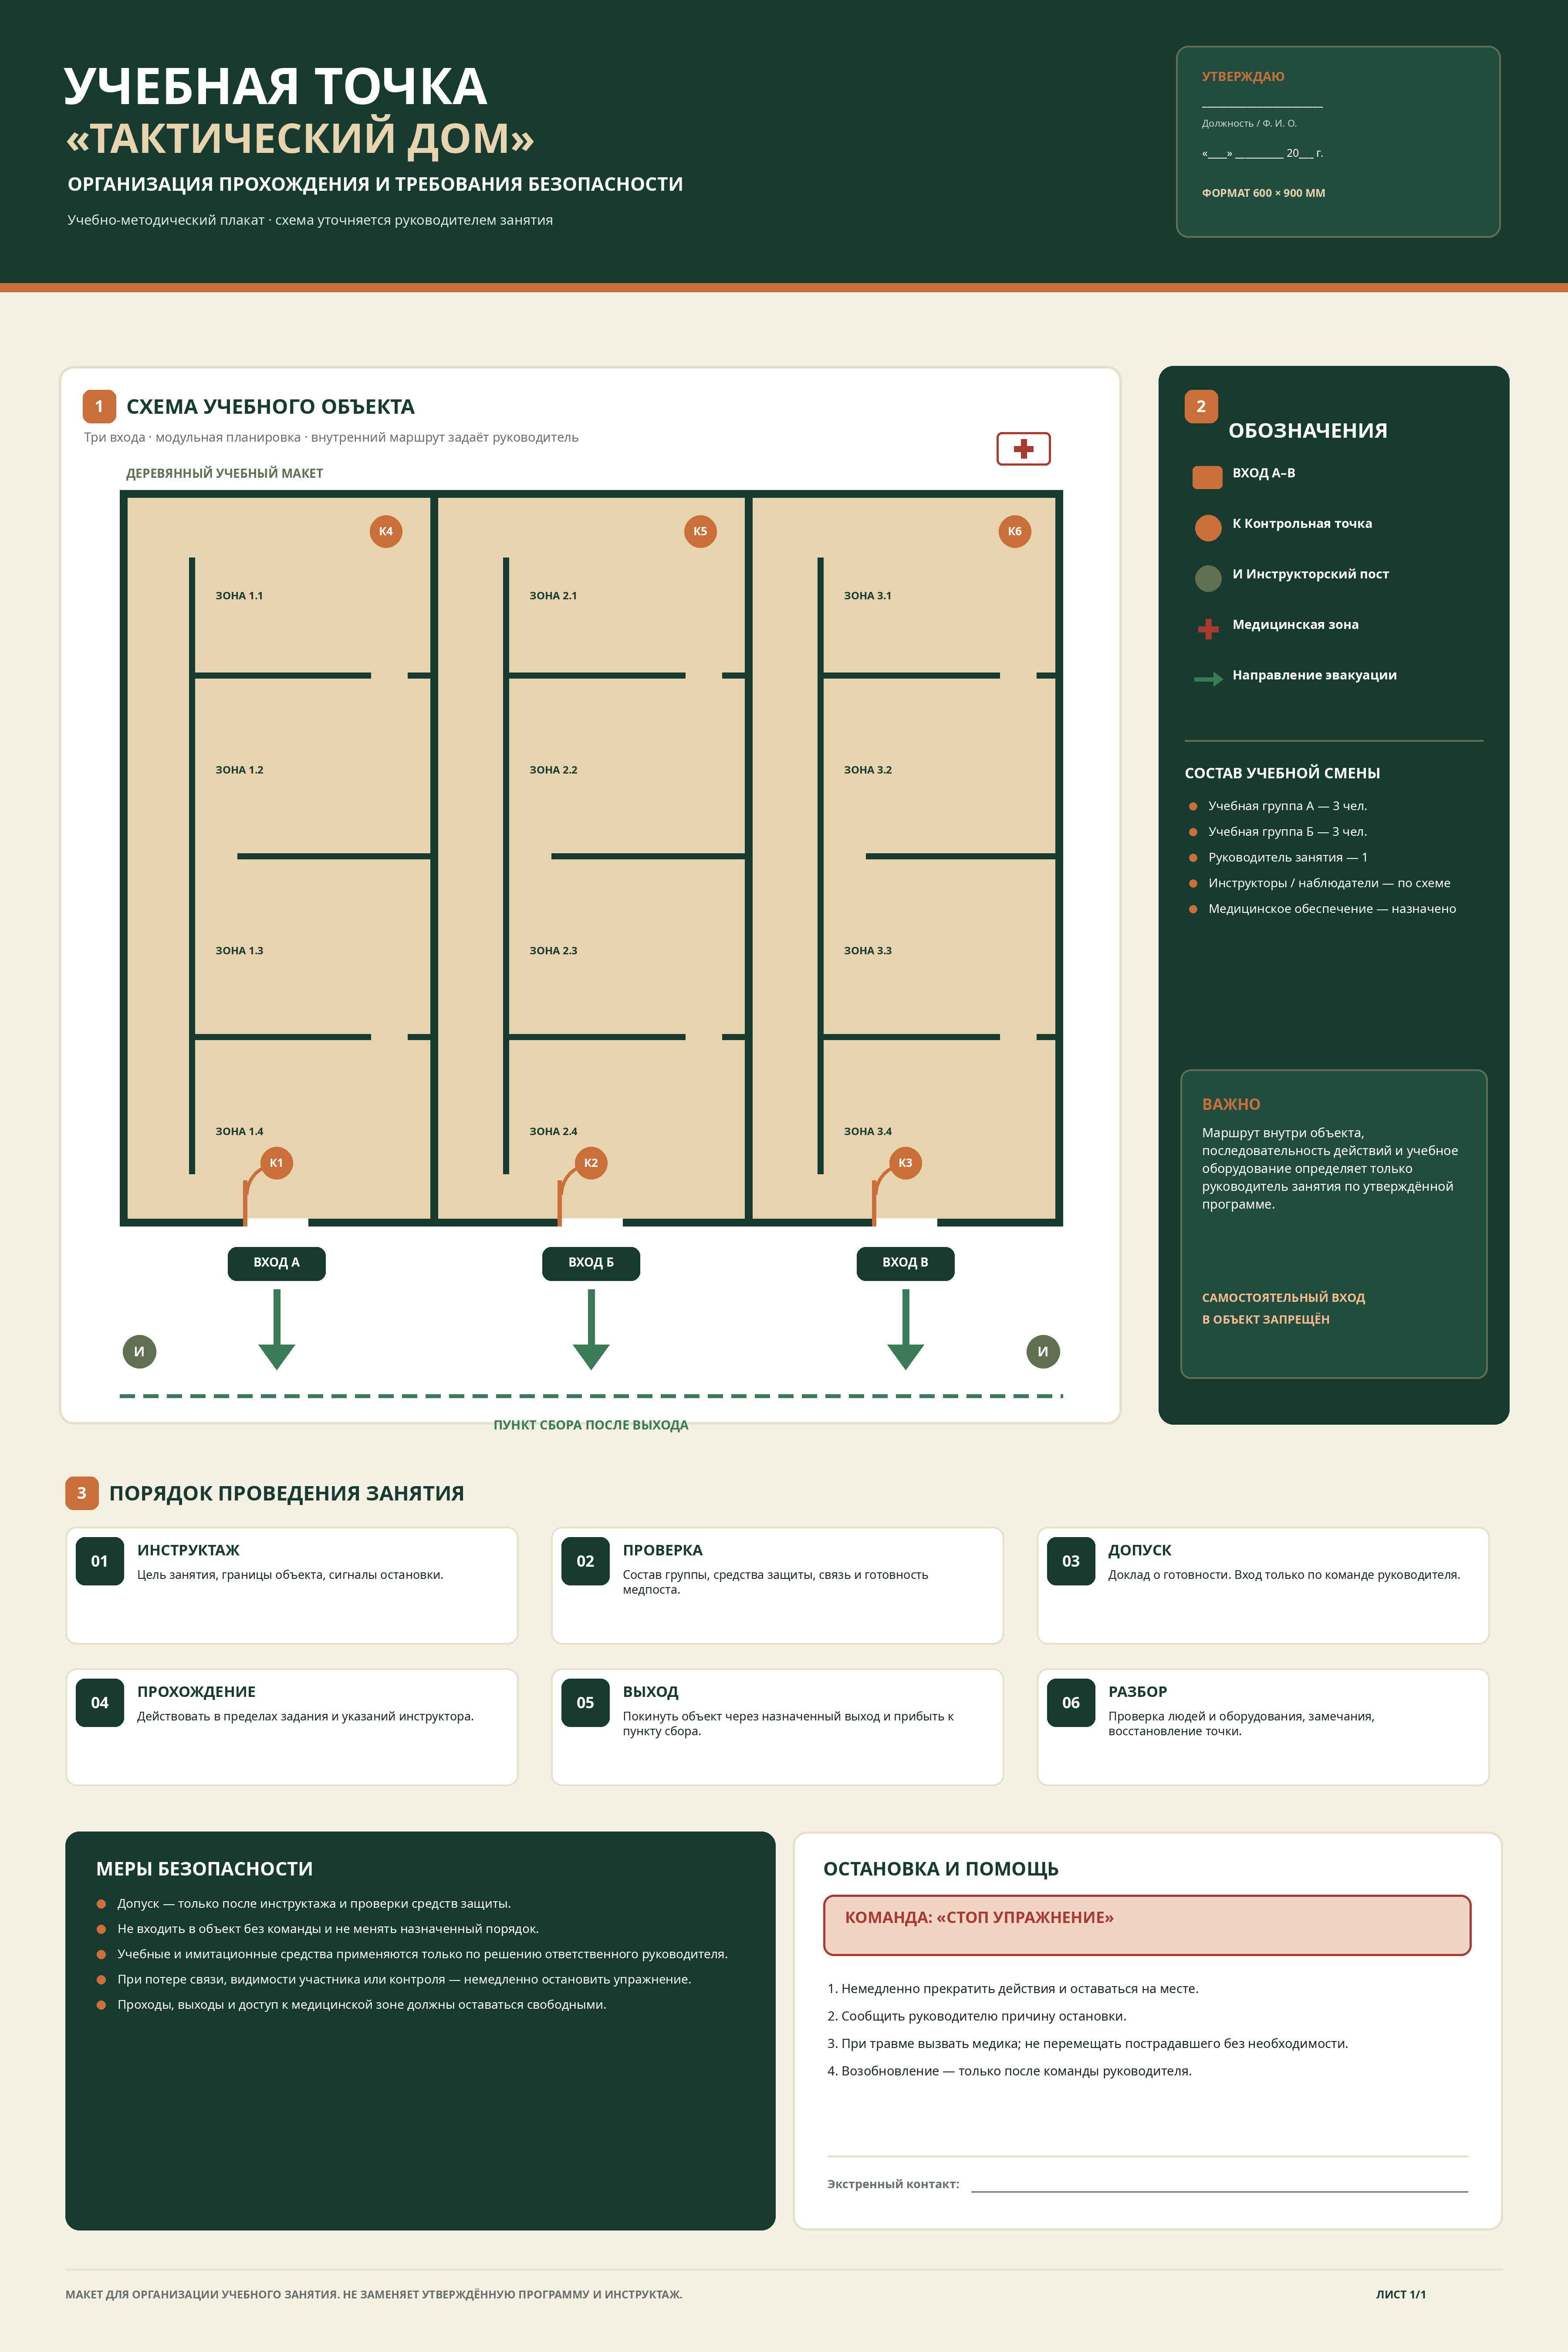 УЧЕБНАЯ ТОЧКА
«ТАКТИЧЕСКИЙ ДОМ»
ОРГАНИЗАЦИЯ ПРОХОЖДЕНИЯ И ТРЕБОВАНИЯ БЕЗОПАСНОСТИ
Учебно-методический плакат · схема уточняется руководителем занятия
УТВЕРЖДАЮ
_________________________
Должность / Ф. И. О.
«____» __________ 20___ г.
ФОРМАТ 600 × 900 ММ
1
СХЕМА УЧЕБНОГО ОБЪЕКТА
Три входа · модульная планировка · внутренний маршрут задаёт руководитель
ДЕРЕВЯННЫЙ УЧЕБНЫЙ МАКЕТ
К4
К5
К6
ЗОНА 1.1
ЗОНА 2.1
ЗОНА 3.1
ЗОНА 1.2
ЗОНА 2.2
ЗОНА 3.2
ЗОНА 1.3
ЗОНА 2.3
ЗОНА 3.3
ЗОНА 1.4
ЗОНА 2.4
ЗОНА 3.4
К1
К2
К3
ВХОД А
ВХОД Б
ВХОД В
И
И
ПУНКТ СБОРА ПОСЛЕ ВЫХОДА
2
ОБОЗНАЧЕНИЯ
ВХОД А–В
К Контрольная точка
И Инструкторский пост
Медицинская зона
Направление эвакуации
СОСТАВ УЧЕБНОЙ СМЕНЫ
Учебная группа А — 3 чел.
Учебная группа Б — 3 чел.
Руководитель занятия — 1
Инструкторы / наблюдатели — по схеме
Медицинское обеспечение — назначено
ВАЖНО
Маршрут внутри объекта,
последовательность действий и учебное
оборудование определяет только
руководитель занятия по утверждённой
программе.
САМОСТОЯТЕЛЬНЫЙ ВХОД
В ОБЪЕКТ ЗАПРЕЩЁН
3
ПОРЯДОК ПРОВЕДЕНИЯ ЗАНЯТИЯ
01
ИНСТРУКТАЖ
Цель занятия, границы объекта, сигналы остановки.
02
ПРОВЕРКА
Состав группы, средства защиты, связь и готовность
медпоста.
03
ДОПУСК
Доклад о готовности. Вход только по команде руководителя.
04
ПРОХОЖДЕНИЕ
Действовать в пределах задания и указаний инструктора.
05
ВЫХОД
Покинуть объект через назначенный выход и прибыть к
пункту сбора.
06
РАЗБОР
Проверка людей и оборудования, замечания,
восстановление точки.
МЕРЫ БЕЗОПАСНОСТИ
Допуск — только после инструктажа и проверки средств защиты.
Не входить в объект без команды и не менять назначенный порядок.
Учебные и имитационные средства применяются только по решению ответственного руководителя.
При потере связи, видимости участника или контроля — немедленно остановить упражнение.
Проходы, выходы и доступ к медицинской зоне должны оставаться свободными.
ОСТАНОВКА И ПОМОЩЬ
КОМАНДА: «СТОП УПРАЖНЕНИЕ»
1. Немедленно прекратить действия и оставаться на месте.
2. Сообщить руководителю причину остановки.
3. При травме вызвать медика; не перемещать пострадавшего без необходимости.
4. Возобновление — только после команды руководителя.
Экстренный контакт:
МАКЕТ ДЛЯ ОРГАНИЗАЦИИ УЧЕБНОГО ЗАНЯТИЯ. НЕ ЗАМЕНЯЕТ УТВЕРЖДЁННУЮ ПРОГРАММУ И ИНСТРУКТАЖ.
ЛИСТ 1/1